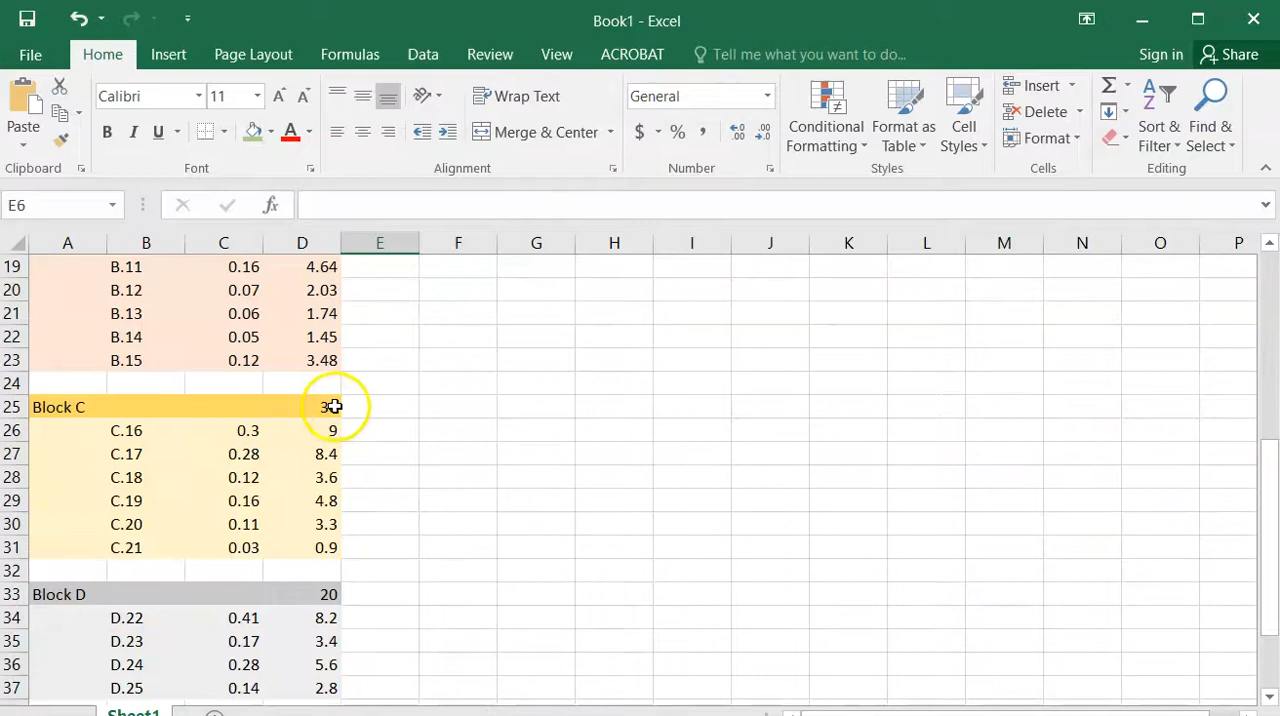 Book1 - Excel
File Home Insert Page Layout Formulas Data Review View ACROBAT Tell me what you want to do... Sign in Share
Paste Calibri 11 Wrap Text General Conditional Formatting Format as Table Cell Styles Insert Sort & Filter Find & Select
B I U Merge & Center $ % Delete
Format
Clipboard Font Alignment Number Styles Cells Editing
E6 fx
A B C D E F G H I J K L M N O P
19 B.11 0.16 4.64
20 B.12 0.07 2.03
21 B.13 0.06 1.74
22 B.14 0.05 1.45
23 B.15 0.12 3.48
24
25 Block C
26 C.16 0.3 9
27 C.17 0.28 8.4
28 C.18 0.12 3.6
29 C.19 0.16 4.8
30 C.20 0.11 3.3
31 C.21 0.03 0.9
32
33 Block D 20
34 D.22 0.41 8.2
35 D.23 0.17 3.4
36 D.24 0.28 5.6
37 D.25 0.14 2.8
Sheet1